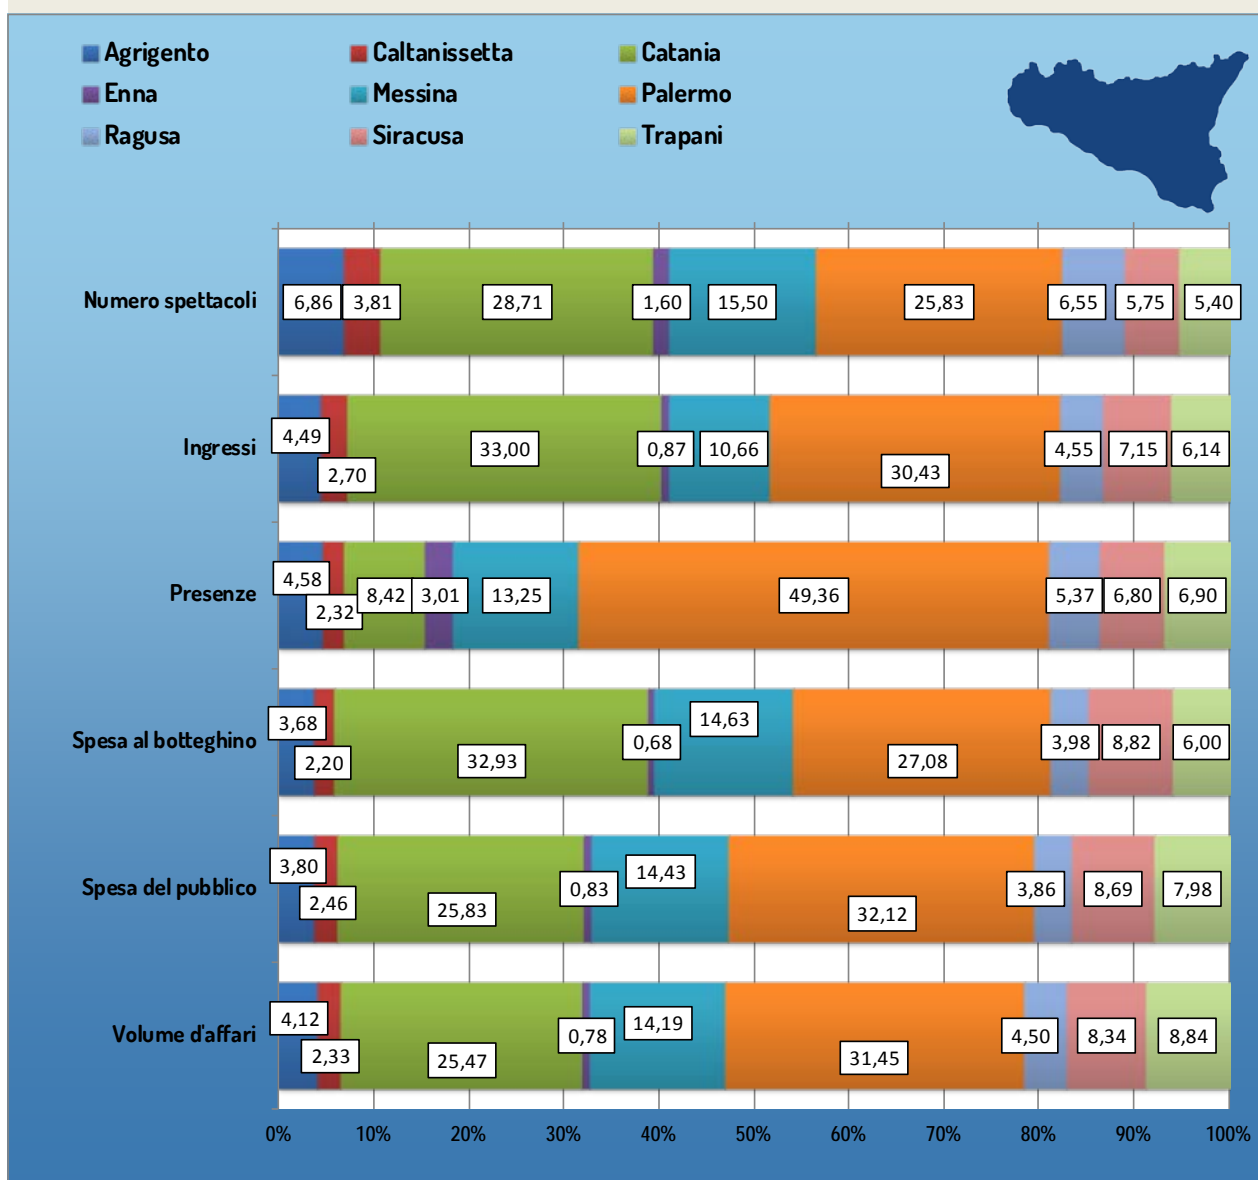 Agrigento Caltanissetta Catania
Enna Messina Palermo
Ragusa Siracusa Trapani
Numero spettacoli 6,86 3,81 28,71 1,60 15,50 25,83 6,55 5,75 5,40
Ingressi 4,49 2,70 33,00 0,87 10,66 30,43 4,55 7,15 6,14
Presenze 4,58 2,32 8,42 3,01 13,25 49,36 5,37 6,80 6,90
Spesa al botteghino 3,68 2,20 32,93 0,68 14,63 27,08 3,98 8,82 6,00
Spesa del pubblico 3,80 2,46 25,83 0,83 14,43 32,12 3,86 8,69 7,98
Volume d'affari 4,12 2,33 25,47 0,78 14,19 31,45 4,50 8,34 8,84
0% 10% 20% 30% 40% 50% 60% 70% 80% 90% 100%